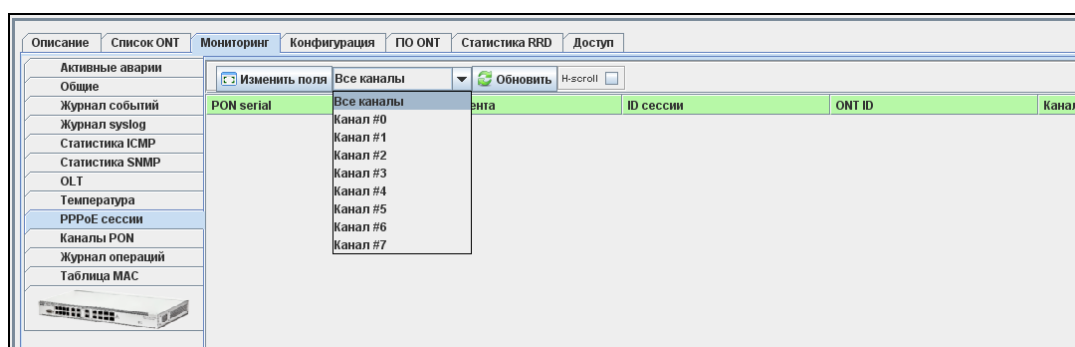 Описание Список ONT Мониторинг Конфигурация ПО ONT Статистика RRD Доступ
Активные аварии
Общие
Журнал событий
Журнал syslog
Статистика ICMP
Статистика SNMP
OLT
Температура
PPPoE сессии
Каналы PON
Журнал операций
Таблица MAC
Изменить поля Все каналы Обновить H-scroll
PON serial ента ID сессии ONT ID Канал
Все каналы
Канал #0
Канал #1
Канал #2
Канал #3
Канал #4
Канал #5
Канал #6
Канал #7